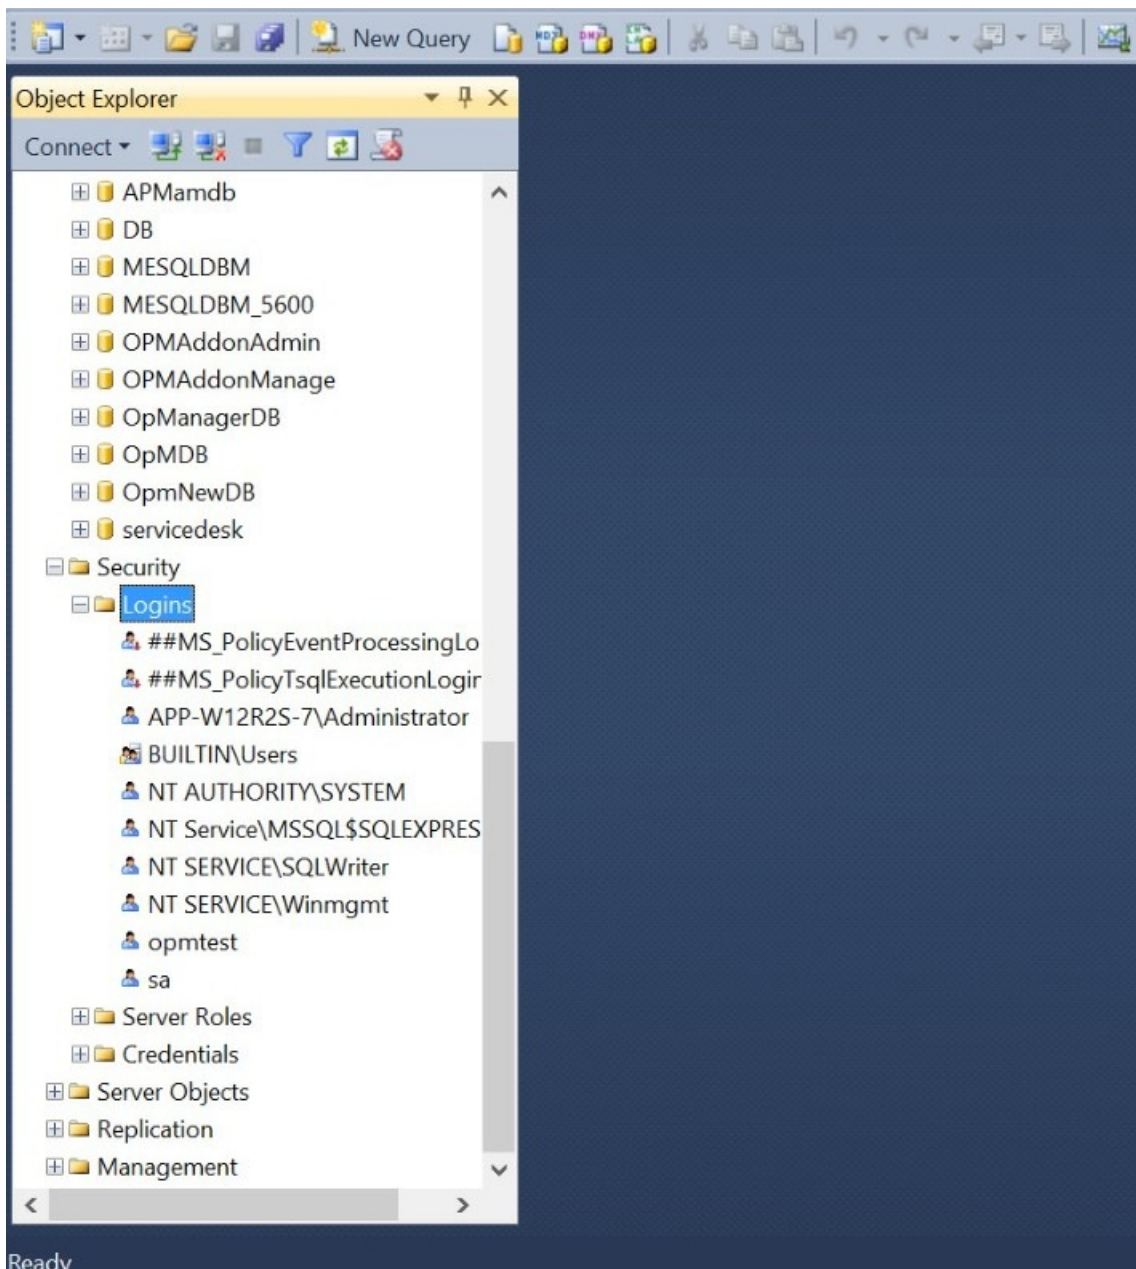 New Query
Object Explorer
Connect
APMamdb
DB
MESQLDBM
MESQLDBM_5600
OPMAddonAdmin
OPMAddonManage
OpManagerDB
OpMDB
OpmNewDB
servicedesk
Security
Logins
##MS_PolicyEventProcessingLo
##MS_PolicyTsqlExecutionLogin
APP-W12R2S-7\Administrator
BUILTIN\Users
NT AUTHORITY\SYSTEM
NT Service\MSSQL$SQLEXPRES
NT SERVICE\SQLWriter
NT SERVICE\Winmgmt
opmtest
sa
Server Roles
Credentials
Server Objects
Replication
Management
Ready